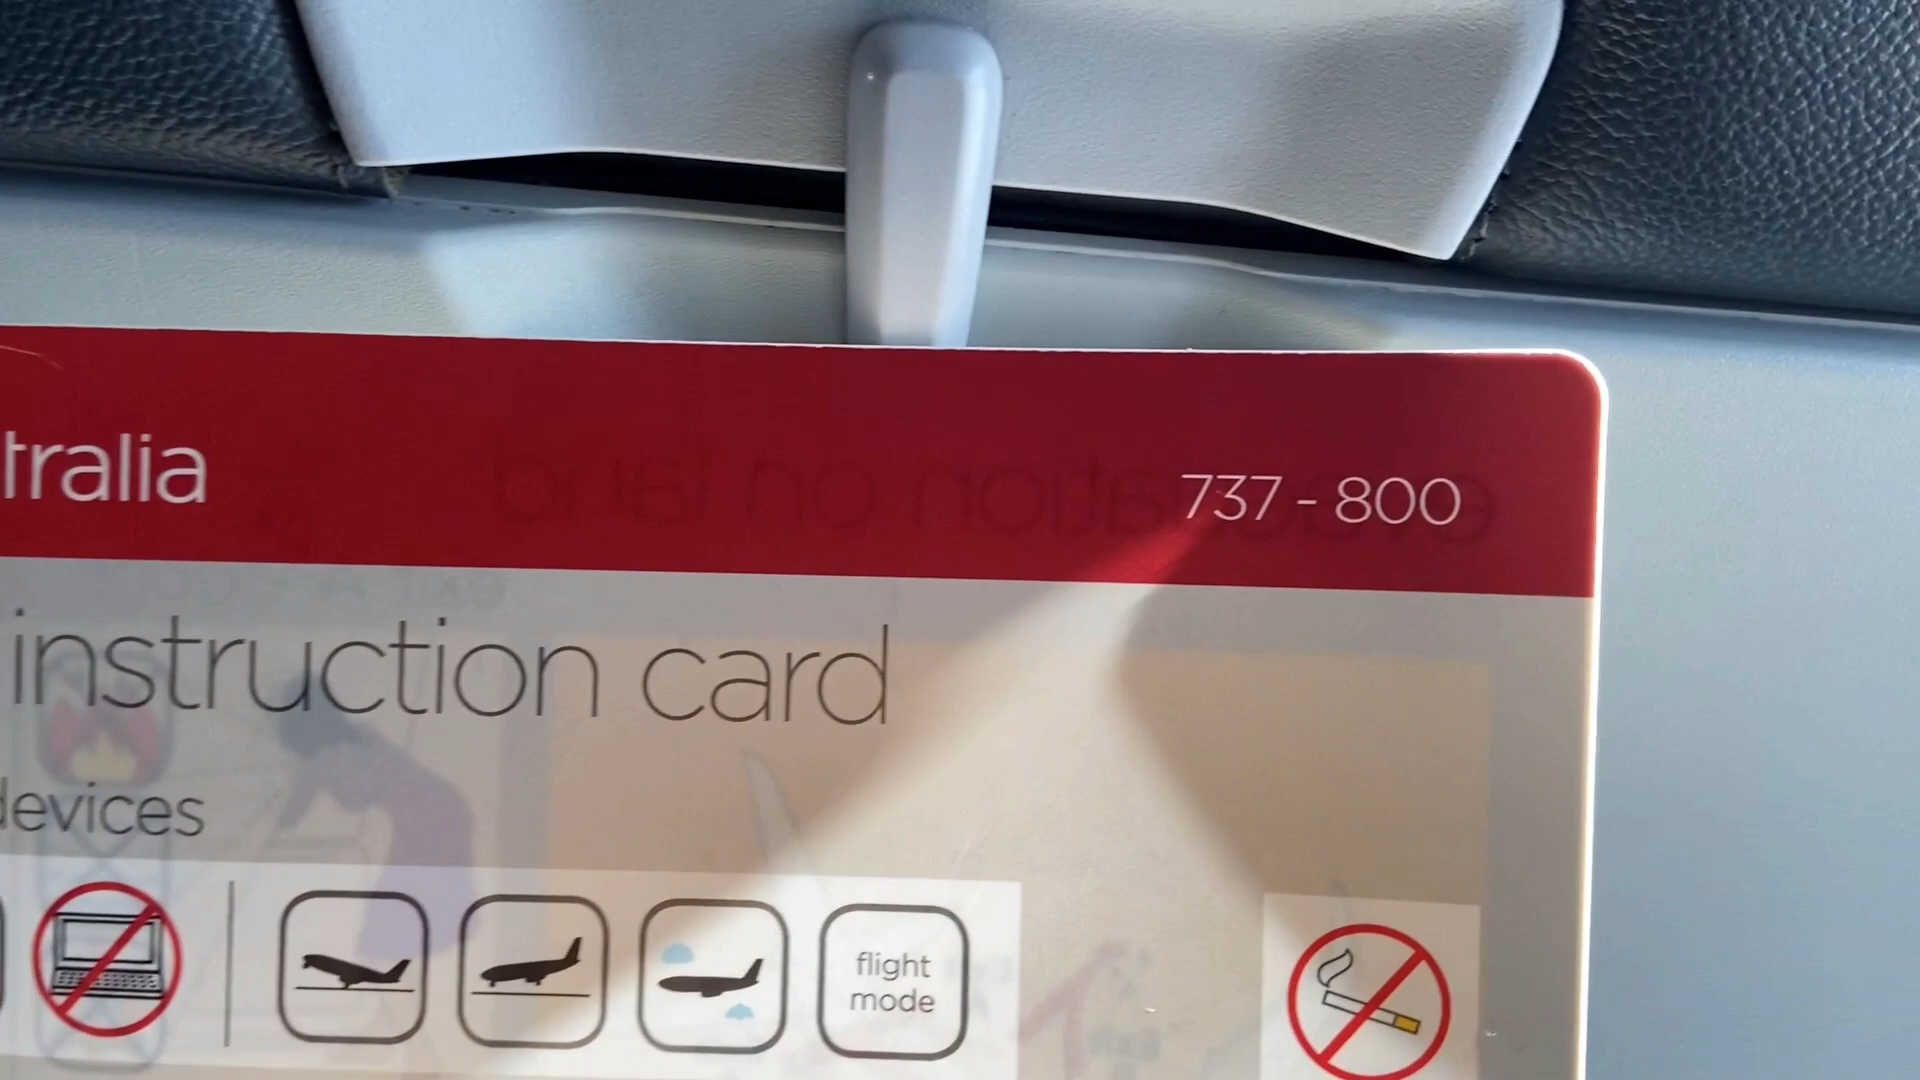 tralia
737 - 800
instruction card
devices
flight
mode